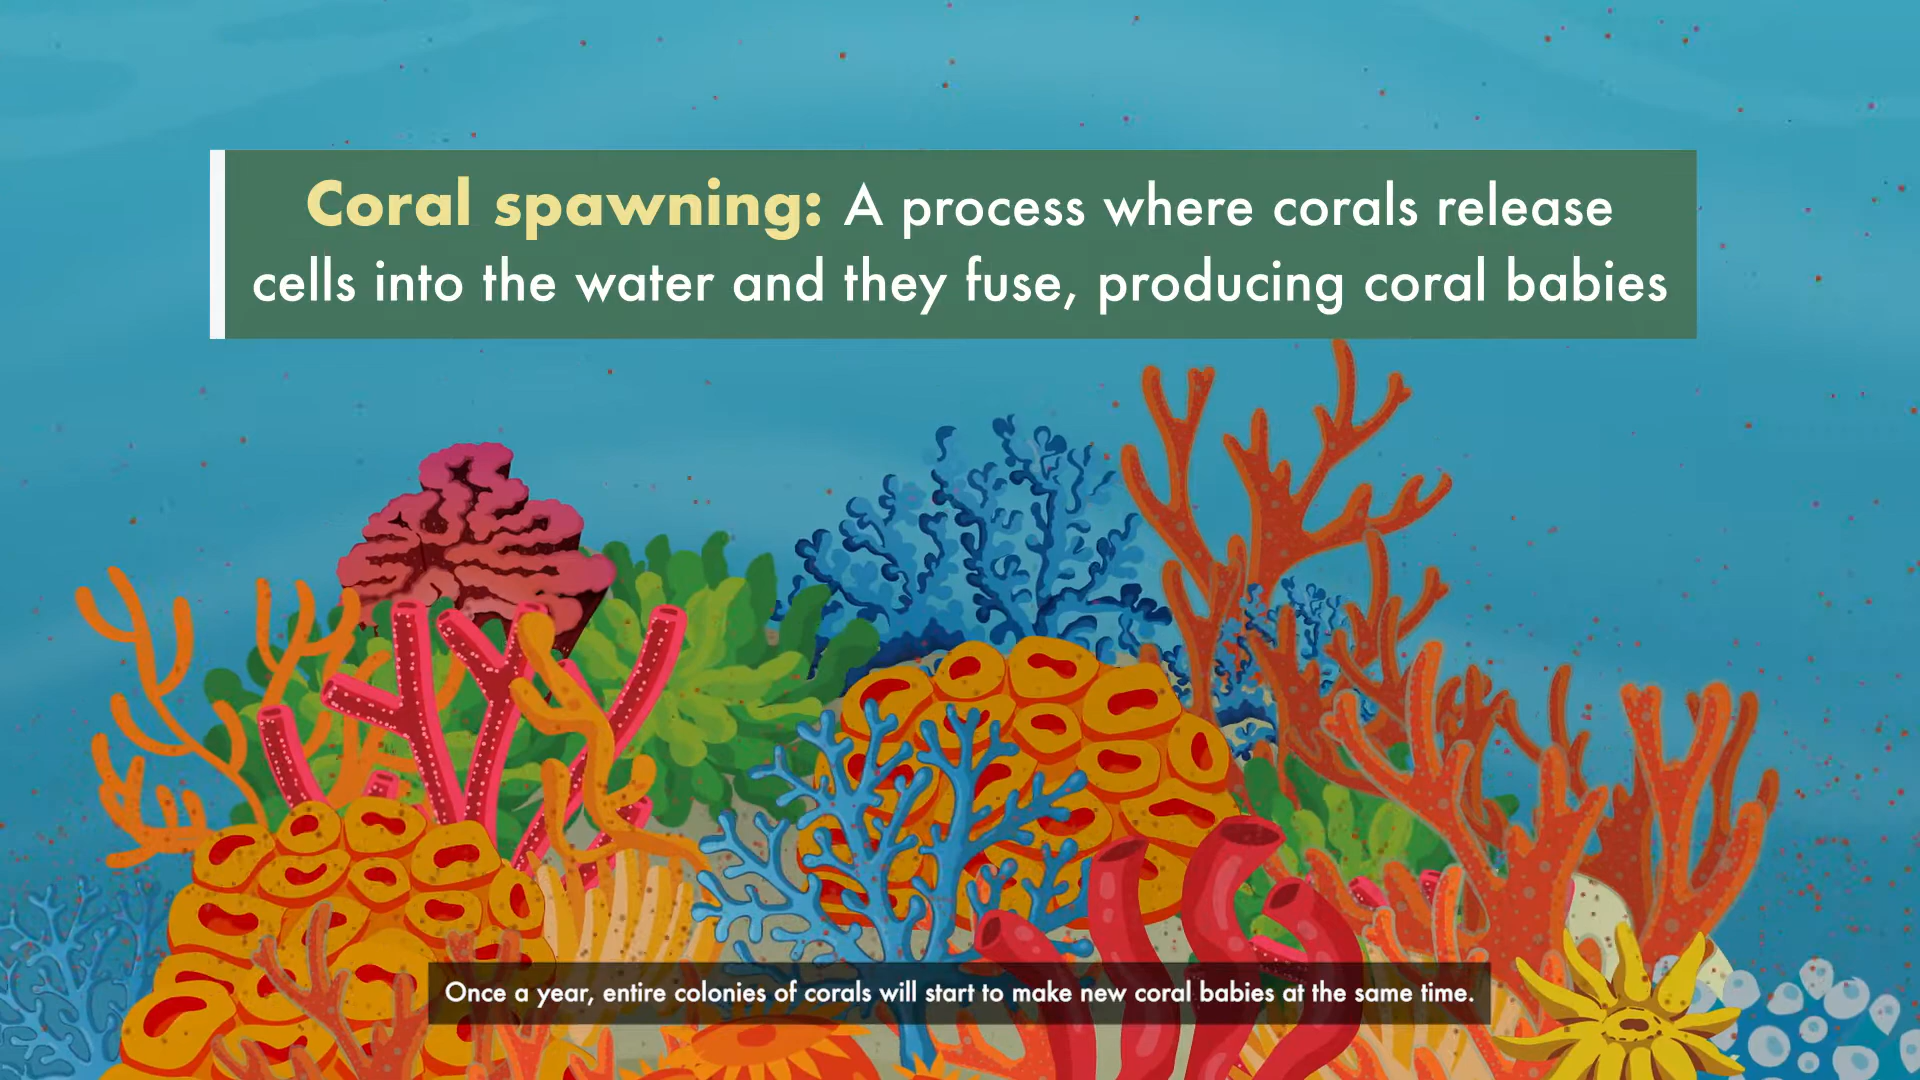 Coral spawning: A process where corals release
cells into the water and they fuse, producing coral babies
Once a year, entire colonies of corals will start to make new coral babies at the same time.